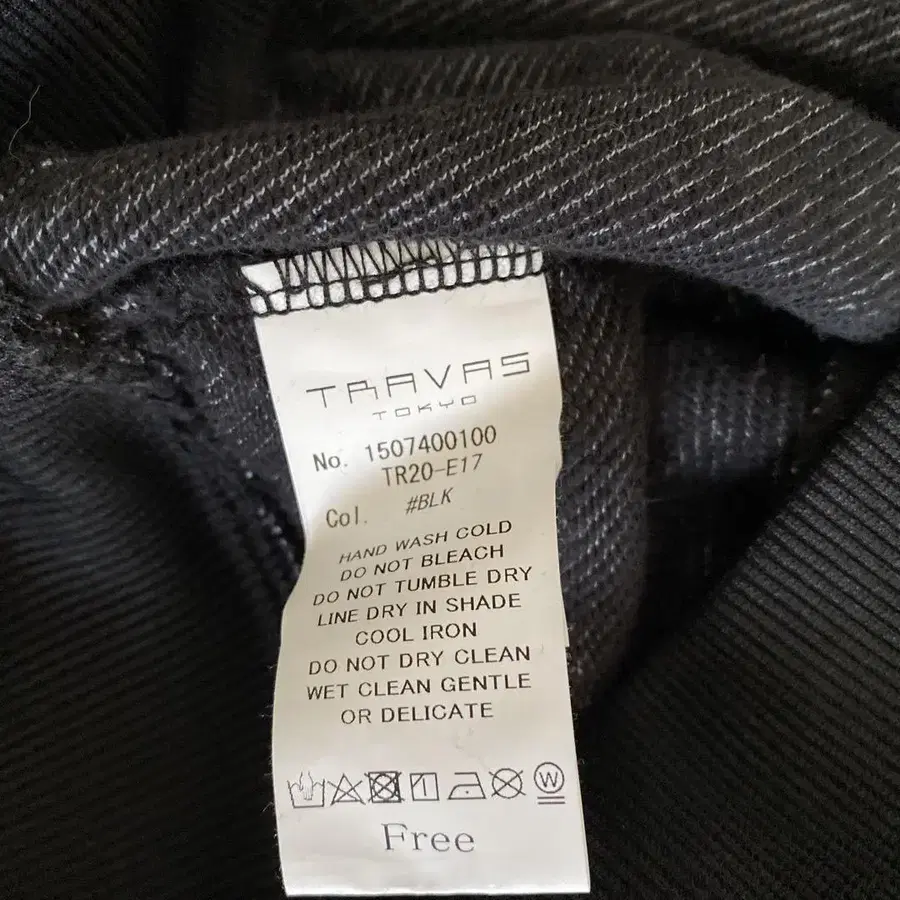 TRAVAS
TOKYO
No. 1507400100
TR20-E17
Col. #BLK
HAND WASH COLD
DO NOT BLEACH
DO NOT TUMBLE DRY
LINE DRY IN SHADE
COOL IRON
DO NOT DRY CLEAN
WET CLEAN GENTLE
OR DELICATE
W
Free